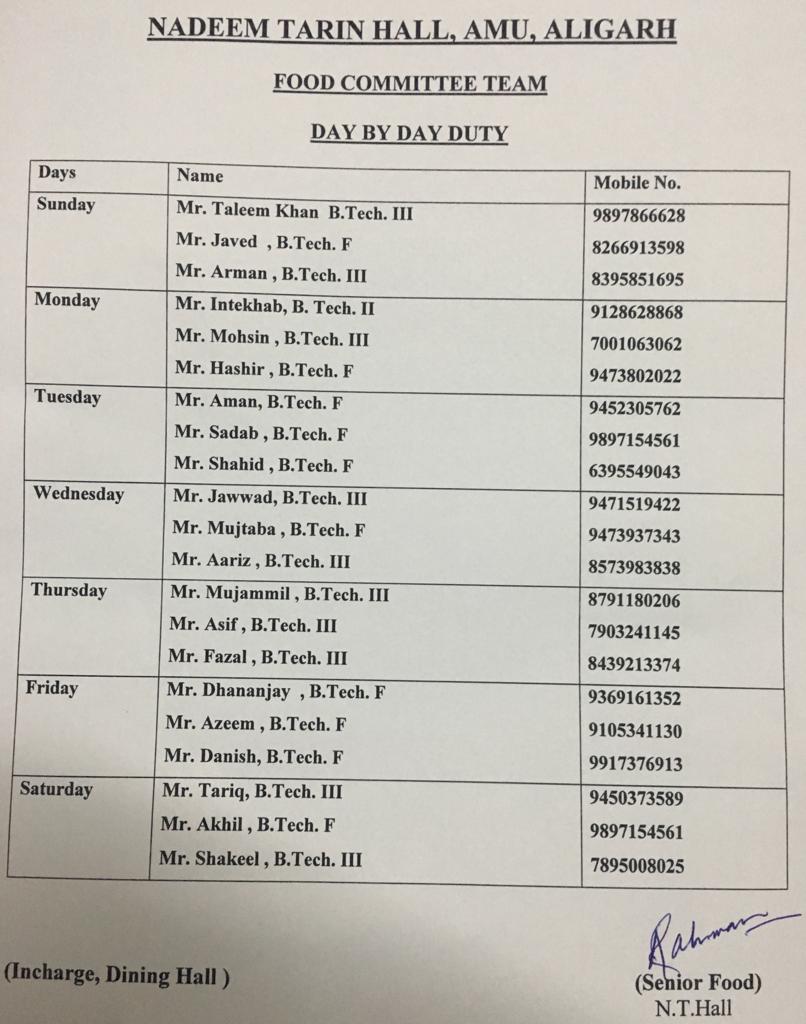 NADEEM TARIN HALL, AMU, ALIGARH
FOOD COMMITTEE TEAM
DAY BY DAY DUTY
Days Name Mobile No.
Sunday Mr. Taleem Khan B.Tech. III 9897866628
Mr. Javed , B.Tech. F 8266913598
Mr. Arman , B.Tech. III 8395851695
Monday Mr. Intekhab, B. Tech. II 9128628868
Mr. Mohsin , B.Tech. III 7001063062
Mr. Hashir , B.Tech. F 9473802022
Tuesday Mr. Aman, B.Tech. F 9452305762
Mr. Sadab , B.Tech. F 9897154561
Mr. Shahid , B.Tech. F 6395549043
Wednesday Mr. Jawwad, B.Tech. III 9471519422
Mr. Mujtaba , B.Tech. F 9473937343
Mr. Aariz , B.Tech. III 8573983838
Thursday Mr. Mujammil , B.Tech. III 8791180206
Mr. Asif , B.Tech. III 7903241145
Mr. Fazal , B.Tech. III 8439213374
Friday Mr. Dhananjay , B.Tech. F 9369161352
Mr. Azeem , B.Tech. F 9105341130
Mr. Danish, B.Tech. F 9917376913
Saturday Mr. Tariq, B.Tech. III 9450373589
Mr. Akhil , B.Tech. F 9897154561
Mr. Shakeel , B.Tech. III 7895008025
Rahman
(Incharge, Dining Hall ) (Senior Food)
N.T.Hall